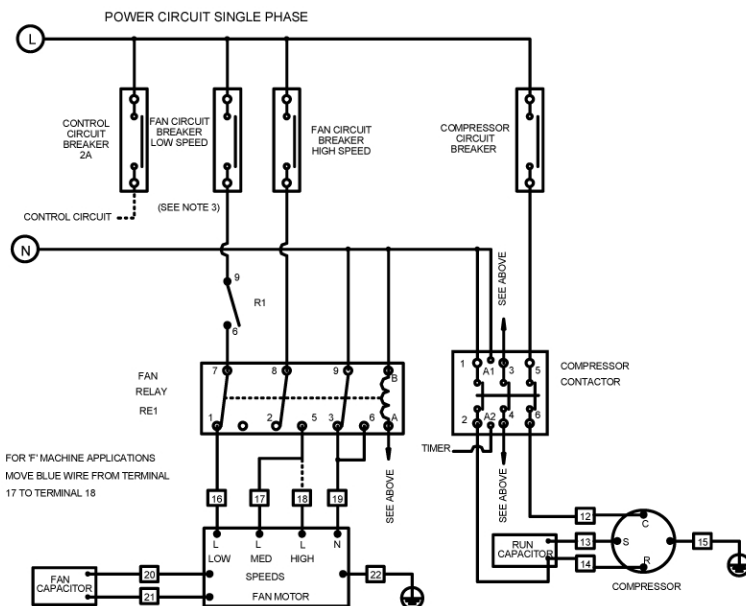 POWER CIRCUIT SINGLE PHASE
L
CONTROL
CIRCUIT
BREAKER
2A
FAN CIRCUIT
BREAKER
LOW SPEED
FAN CIRCUIT
BREAKER
HIGH SPEED
COMPRESSOR
CIRCUIT
BREAKER
CONTROL CIRCUIT
(SEE NOTE 3)
N
9
R1
6
SEE ABOVE
FAN
RELAY
RE1
7
8
9
B
1
2
5
3
6
A
1
A1
3
5
2
A2
4
6
COMPRESSOR
CONTACTOR
TIMER
SEE ABOVE
SEE ABOVE
FOR 'F' MACHINE APPLICATIONS
MOVE BLUE WIRE FROM TERMINAL
17 TO TERMINAL 18
16
17
18
19
L
L
L
N
LOW
MED
HIGH
SPEEDS
FAN MOTOR
FAN
CAPACITOR
20
21
22
RUN
CAPACITOR
12
13
14
C
S
R
15
COMPRESSOR